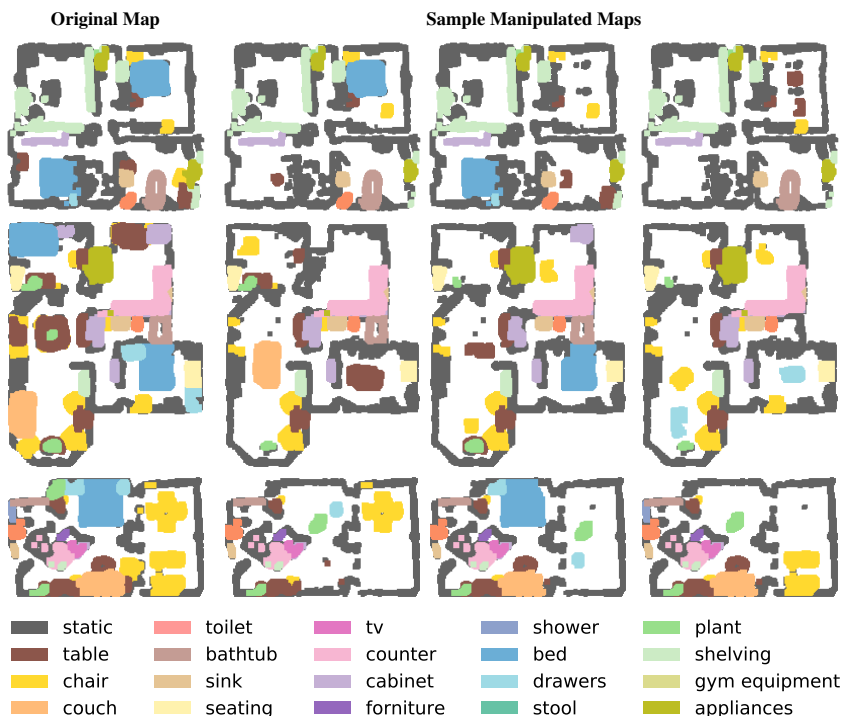 Original Map Sample Manipulated Maps
static toilet tv shower plant
table bathtub counter bed shelving
chair sink cabinet drawers gym equipment
couch seating forniture stool appliances